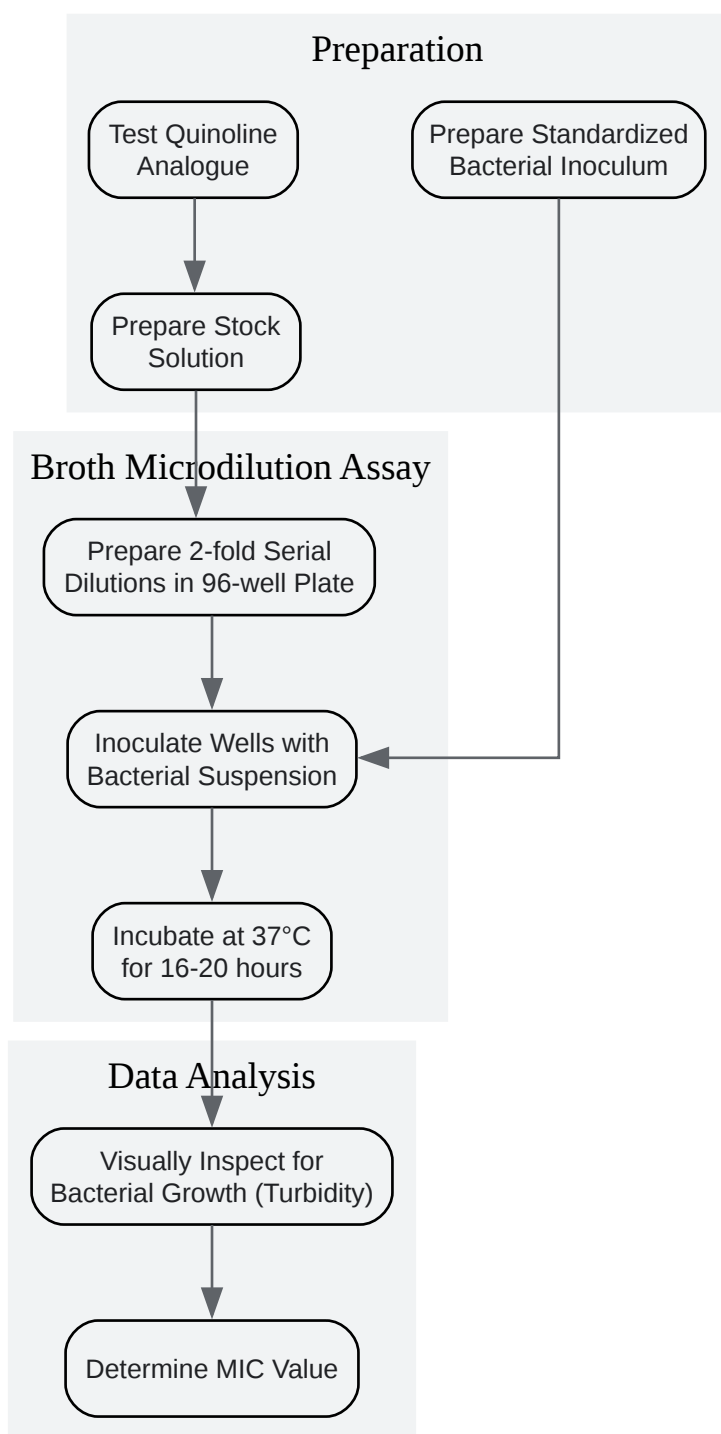 Preparation
Test Quinoline
Analogue
Prepare Standardized
Bacterial Inoculum
Prepare Stock
Solution
Broth Microdilution Assay
Prepare 2-fold Serial
Dilutions in 96-well Plate
Inoculate Wells with
Bacterial Suspension
Incubate at 37°C
for 16-20 hours
Data Analysis
Visually Inspect for
Bacterial Growth (Turbidity)
Determine MIC Value